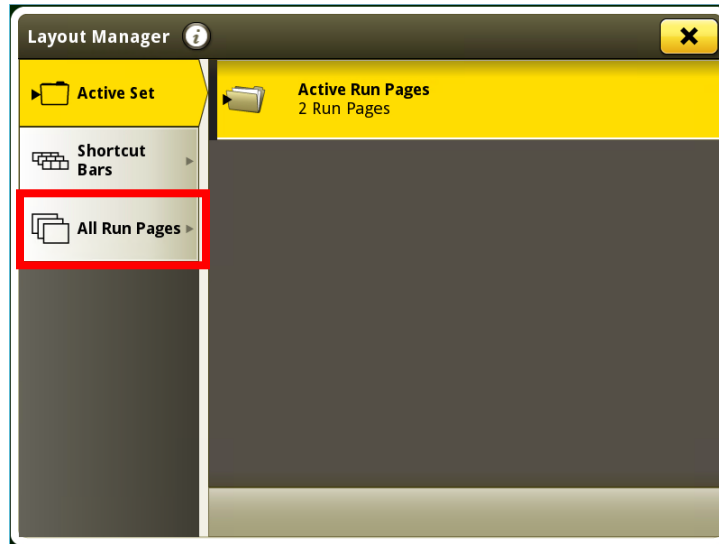 Layout Manager i
Active Set
Shortcut
Bars
All Run Pages
Active Run Pages
2 Run Pages